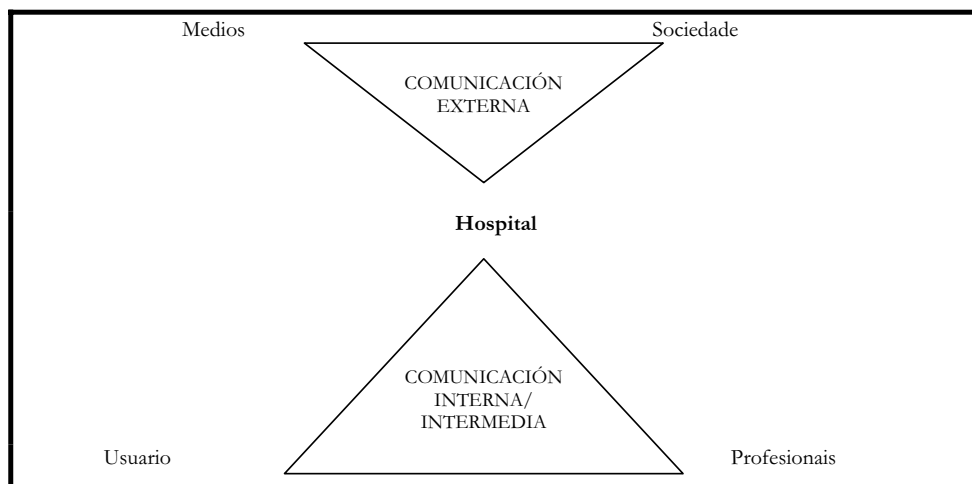 Medios Sociedade
COMUNICACIÓN
EXTERNA
Hospital
COMUNICACIÓN
INTERNA/
INTERMEDIA
Usuario Profesionais